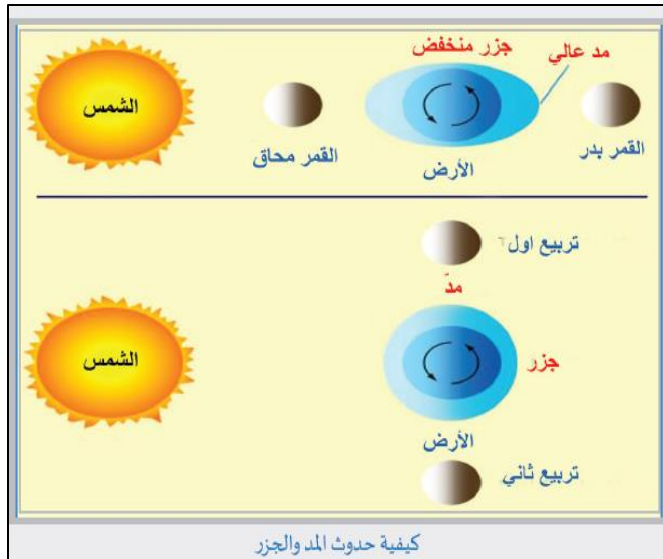 جزر منخفض
مد عالي
الشمس
القمر محاق
الأرض
القمر بدر
تربيع اول
مدّ
الشمس
جزر
الأرض
تربيع ثاني
كيفية حدوث المد والجزر